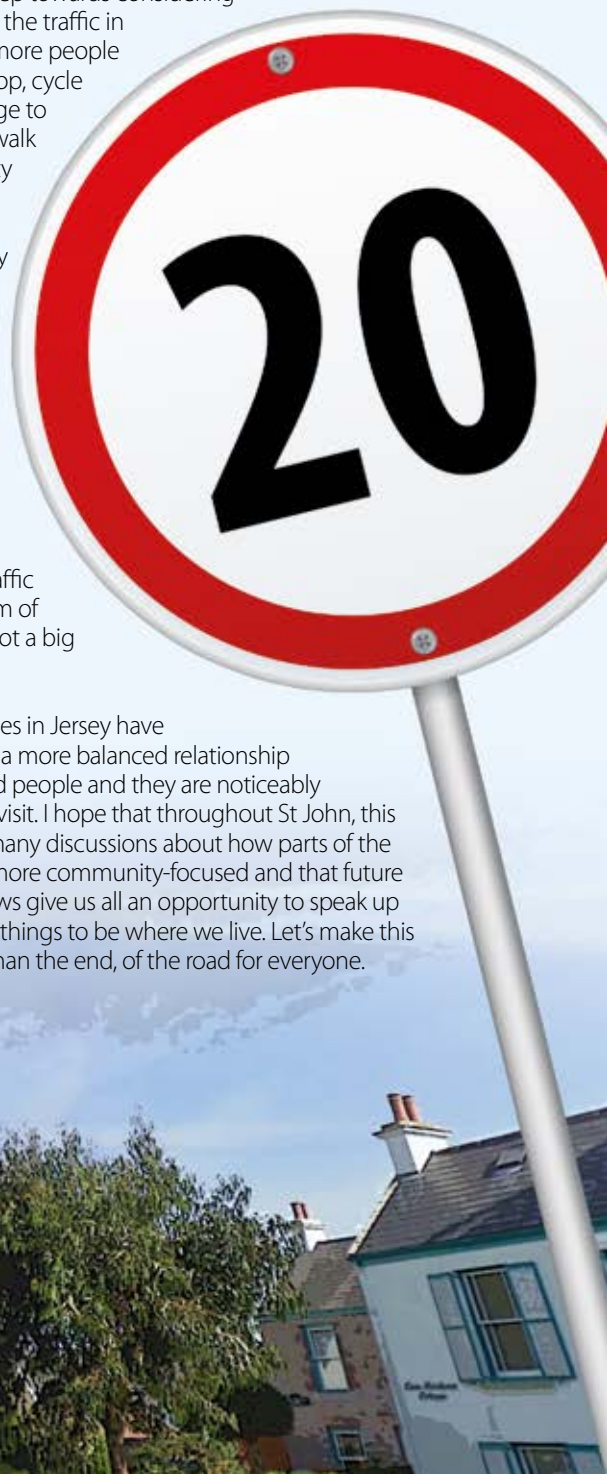 the traffic in
more people
op, cycle
ge to
walk
y
20
affic
m of
ot a big
es in Jersey have
a more balanced relationship
d people and they are noticeably
visit. I hope that throughout St John, this
many discussions about how parts of the
more community-focused and that future
ws give us all an opportunity to speak up
things to be where we live. Let's make this
han the end, of the road for everyone.